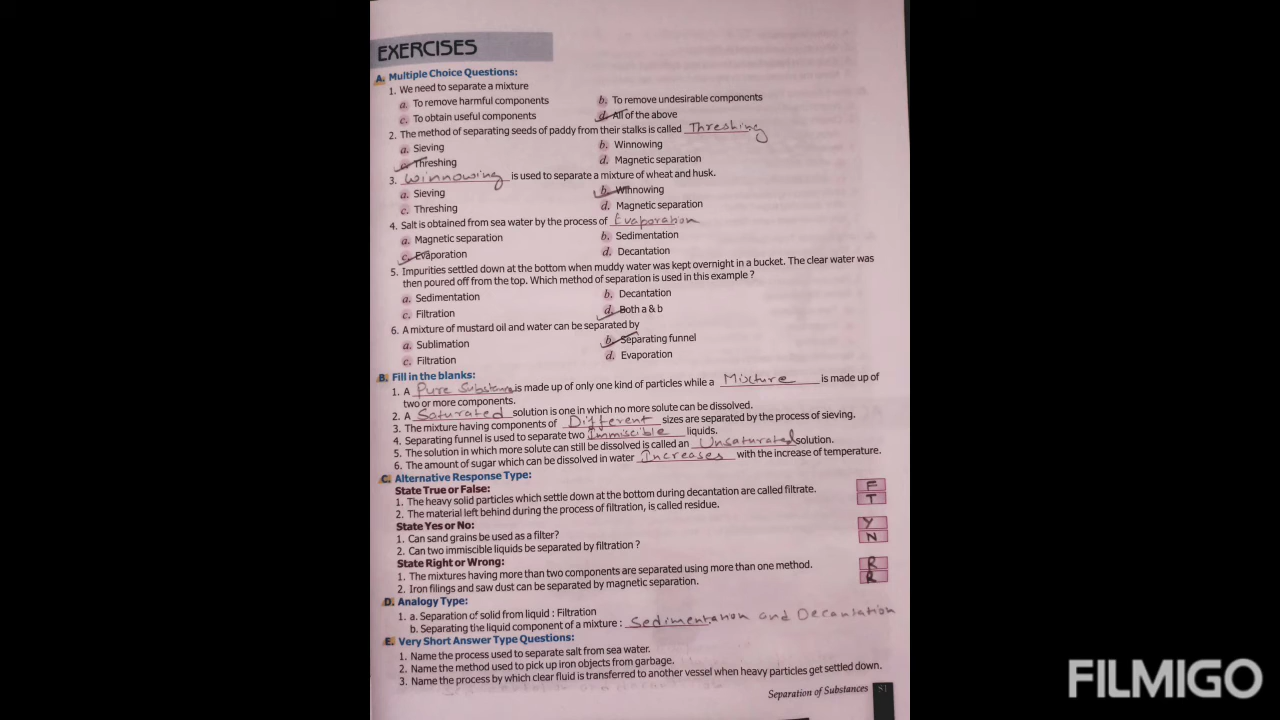 EXERCISES
A. Multiple Choice Questions:
1. We need to separate a mixture
a. To remove harmful components b. To remove undesirable components
c. To obtain useful components d. All of the above
2. The method of separating seeds of paddy from their stalks is called Threshing
a. Sieving b. Winnowing
c. Threshing d. Magnetic separation
3. Winnowing is used to separate a mixture of wheat and husk.
a. Sieving b. Winnowing
c. Threshing d. Magnetic separation
4. Salt is obtained from sea water by the process of Evaporation
a. Magnetic separation b. Sedimentation
c. Evaporation d. Decantation
5. Impurities settled down at the bottom when muddy water was kept overnight in a bucket. The clear water was
then poured off from the top. Which method of separation is used in this example ?
a. Sedimentation b. Decantation
c. Filtration d. Both a & b
6. A mixture of mustard oil and water can be separated by
a. Sublimation b. Separating funnel
c. Filtration d. Evaporation
B. Fill in the blanks:
1. A Pure Substance is made up of only one kind of particles while a Mixture is made up of
two or more components.
2. A Saturated solution is one in which no more solute can be dissolved.
3. The mixture having components of Different sizes are separated by the process of sieving.
4. Separating funnel is used to separate two Immiscible liquids.
5. The solution in which more solute can still be dissolved is called an Unsaturated solution.
6. The amount of sugar which can be dissolved in water Increases with the increase of temperature.
C. Alternative Response Type:
State True or False:
1. The heavy solid particles which settle down at the bottom during decantation are called filtrate. F
2. The material left behind during the process of filtration, is called residue. T
State Yes or No:
1. Can sand grains be used as a filter? Y
2. Can two immiscible liquids be separated by filtration ? N
State Right or Wrong:
1. The mixtures having more than two components are separated using more than one method. R
2. Iron filings and saw dust can be separated by magnetic separation. R
D. Analogy Type:
1. a. Separation of solid from liquid : Filtration
b. Separating the liquid component of a mixture : Sedimentation and Decantation
E. Very Short Answer Type Questions:
1. Name the process used to separate salt from sea water.
2. Name the method used to pick up iron objects from garbage.
3. Name the process by which clear fluid is transferred to another vessel when heavy particles get settled down.
Separation of Substances 81
FILMIGO